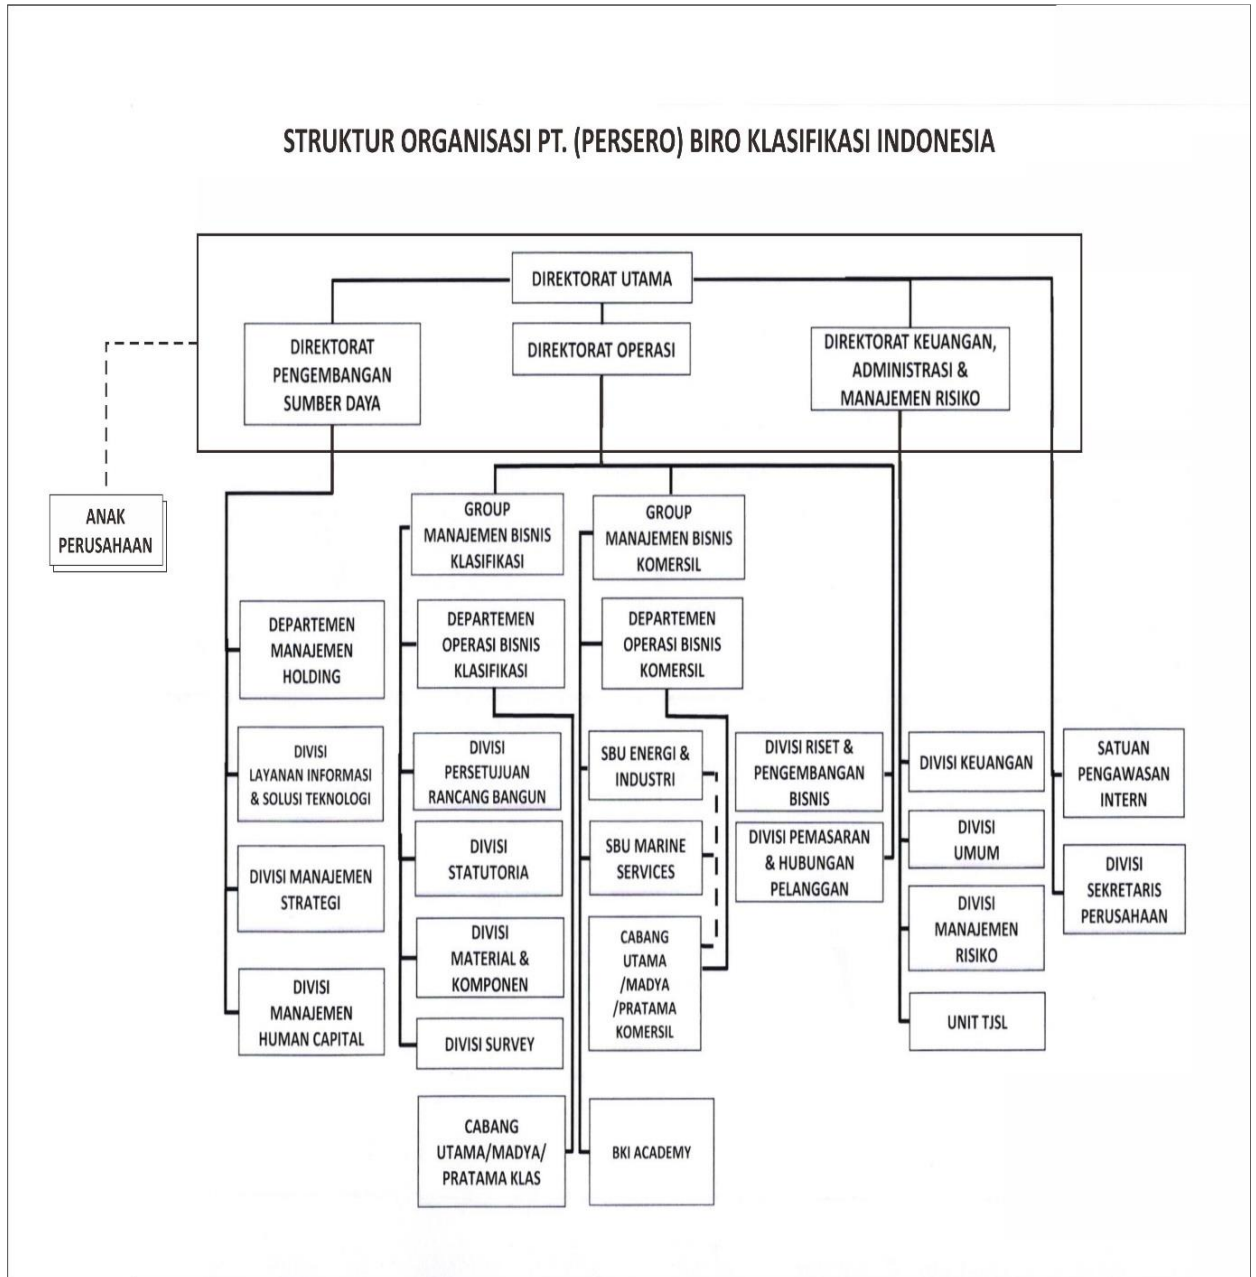 STRUKTUR ORGANISASI PT. (PERSERO) BIRO KLASIFIKASI INDONESIA
DIREKTORAT UTAMA
DIREKTORAT
PENGEMBANGAN
SUMBER DAYA
DIREKTORAT OPERASI
DIREKTORAT KEUANGAN,
ADMINISTRASI &
MANAJEMEN RISIKO
ANAK
PERUSAHAAN
GROUP
MANAJEMEN BISNIS
KLASIFIKASI
GROUP
MANAJEMEN BISNIS
KOMERSIL
DEPARTEMEN
MANAJEMEN
HOLDING
DEPARTEMEN
OPERASI BISNIS
KLASIFIKASI
DEPARTEMEN
OPERASI BISNIS
KOMERSIL
DIVISI
LAYANAN INFORMASI
& SOLUSI TEKNOLOGI
DIVISI
PERSETUJUAN
RANCANG BANGUN
SBU ENERGI &
INDUSTRI
DIVISI RISET &
PENGEMBANGAN
BISNIS
DIVISI KEUANGAN
SATUAN
PENGAWASAN
INTERN
DIVISI MANAJEMEN
STRATEGI
DIVISI
STATUTORIA
SBU MARINE
SERVICES
DIVISI PEMASARAN
& HUBUNGAN
PELANGGAN
DIVISI
UMUM
DIVISI
SEKRETARIS
PERUSAHAAN
DIVISI
MATERIAL &
KOMPONEN
CABANG
UTAMA
/MADYA
/PRATAMA
KOMERSIL
DIVISI
MANAJEMEN
RISIKO
DIVISI
MANAJEMEN
HUMAN CAPITAL
DIVISI SURVEY
UNIT TJSL
CABANG
UTAMA/MADYA/
PRATAMA KLAS
BKI ACADEMY